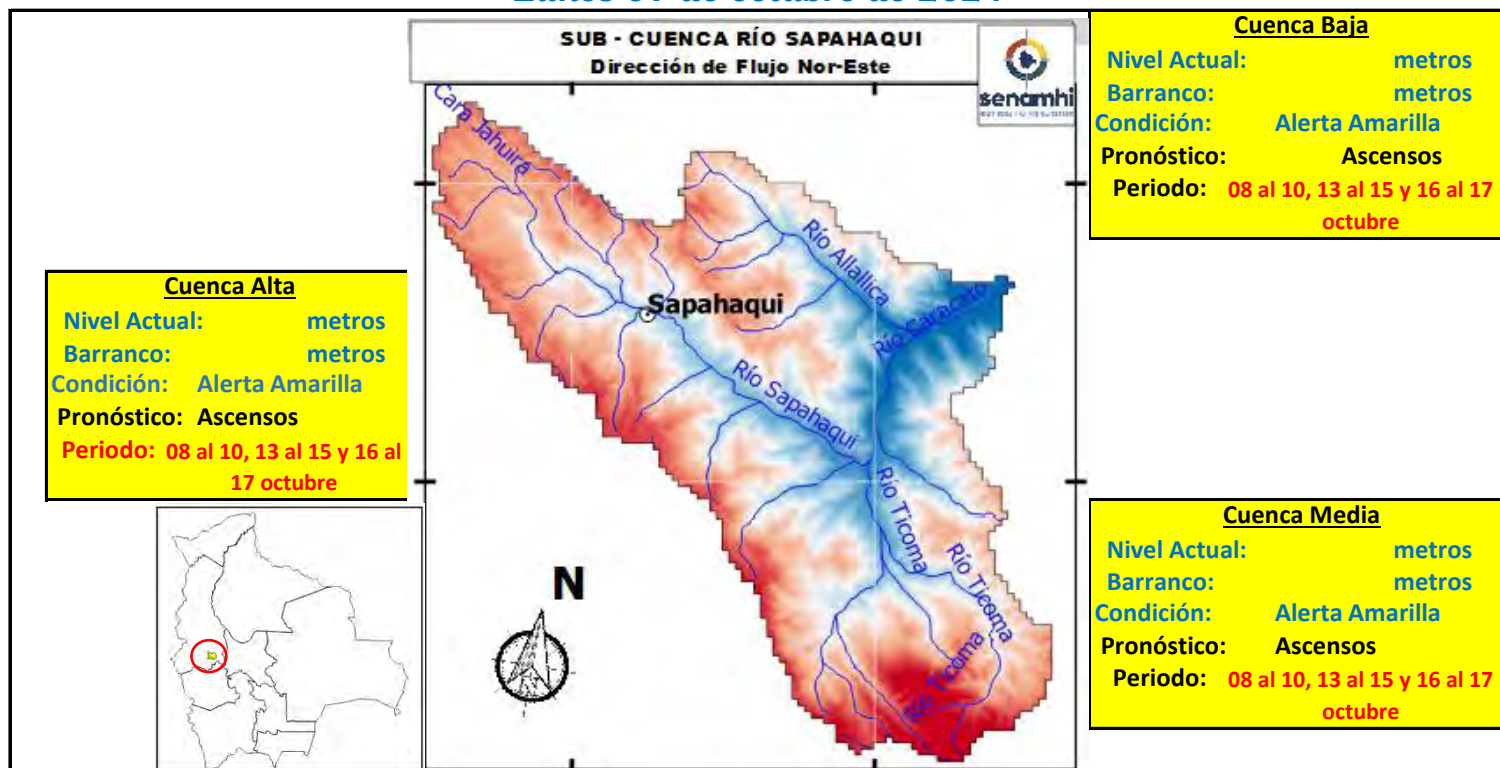 SUB - CUENCA RÍO SAPAHAQUI
Dirección de Flujo Nor-Este
senamhi
Cuenca Baja
Nivel Actual: metros
Barranco: metros
Condición: Alerta Amarilla
Pronóstico: Ascensos
Periodo: 08 al 10, 13 al 15 y 16 al 17
octubre
Cuenca Alta
Nivel Actual: metros
Barranco: metros
Condición: Alerta Amarilla
Pronóstico: Ascensos
Periodo: 08 al 10, 13 al 15 y 16 al
17 octubre
Cara Jahuira
Río Allallica
Río Caracato
Sapahaqui
Río Sapahaqui
Río Ticoma
Río Ticoma
Río Ticoma
N
Cuenca Media
Nivel Actual: metros
Barranco: metros
Condición: Alerta Amarilla
Pronóstico: Ascensos
Periodo: 08 al 10, 13 al 15 y 16 al 17
octubre